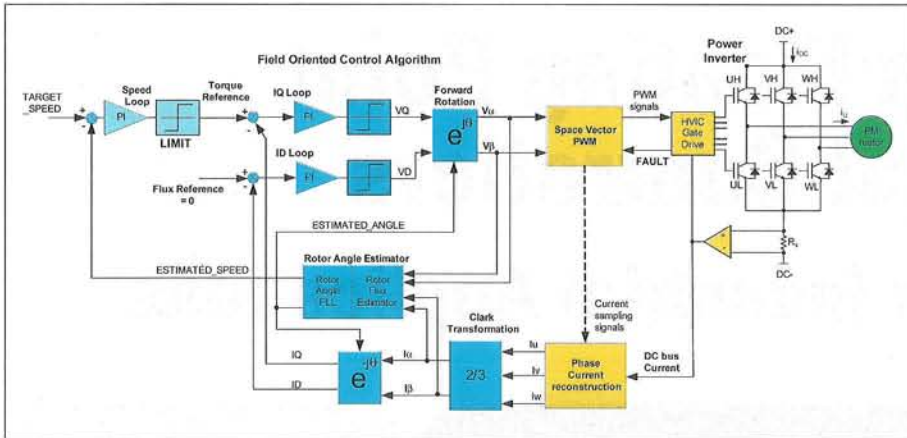 Field Oriented Control Algorithm
Power
Inverter
DC+
IDC
UH
VH
WH
TARGET
_SPEED
+
-
Speed
Loop
PI
LIMIT
Torque
Reference
+
-
IQ Loop
PI
VQ
Forward
Rotation
e^jθ
Vα
Vβ
Space Vector
PWM
PWM
signals
FAULT
HVIC
Gate
Drive
iu
PM
motor
UL
VL
WL
Flux Reference
= 0
+
-
ID Loop
PI
VD
ESTIMATED_ANGLE
ESTIMATED_SPEED
Rotor Angle Estimator
Rotor
Angle
PLL
Rotor
Flux
Estimator
Rs
DC-
Current
sampling
signals
Clark
Transformation
2/3
IQ
ID
e^-jθ
Iα
Iβ
Iu
Iv
Iw
Phase
Current
reconstruction
DC bus
Current